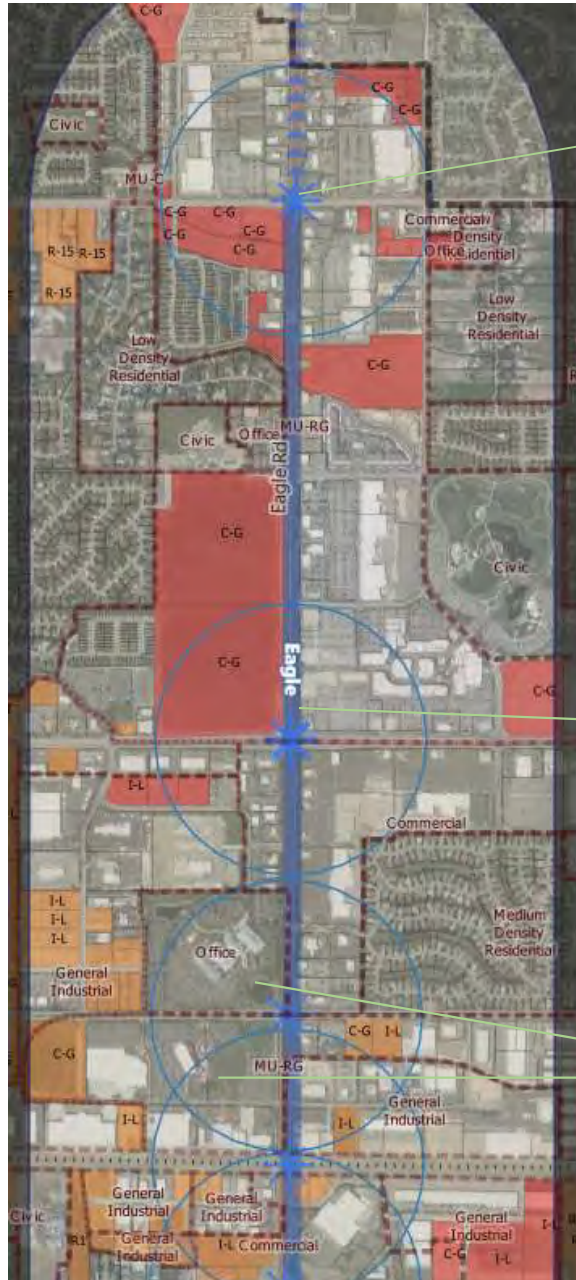 C-G
C-G
C-G
Civic
MU-C
C-G
C-G
C-G
C-G
C-G
R-15
R-15
R-15
Commercial
Density
Office
Low
Density
Residential
Low
Density
Residential
C-G
Civic
Office
MU-RG
Eagle Rd
C-G
Civic
C-G
Eagle
C-G
I-L
Commercial
I-L
I-L
I-L
General
Industrial
Office
Medium
Density
Residential
C-G
C-G
I-L
MU-RG
General
Industrial
I-L
I-L
Civic
General
Industrial
General
Industrial
General
Industrial
R1
I-L
Commercial
General
Industrial
I-L
C-G
I-L